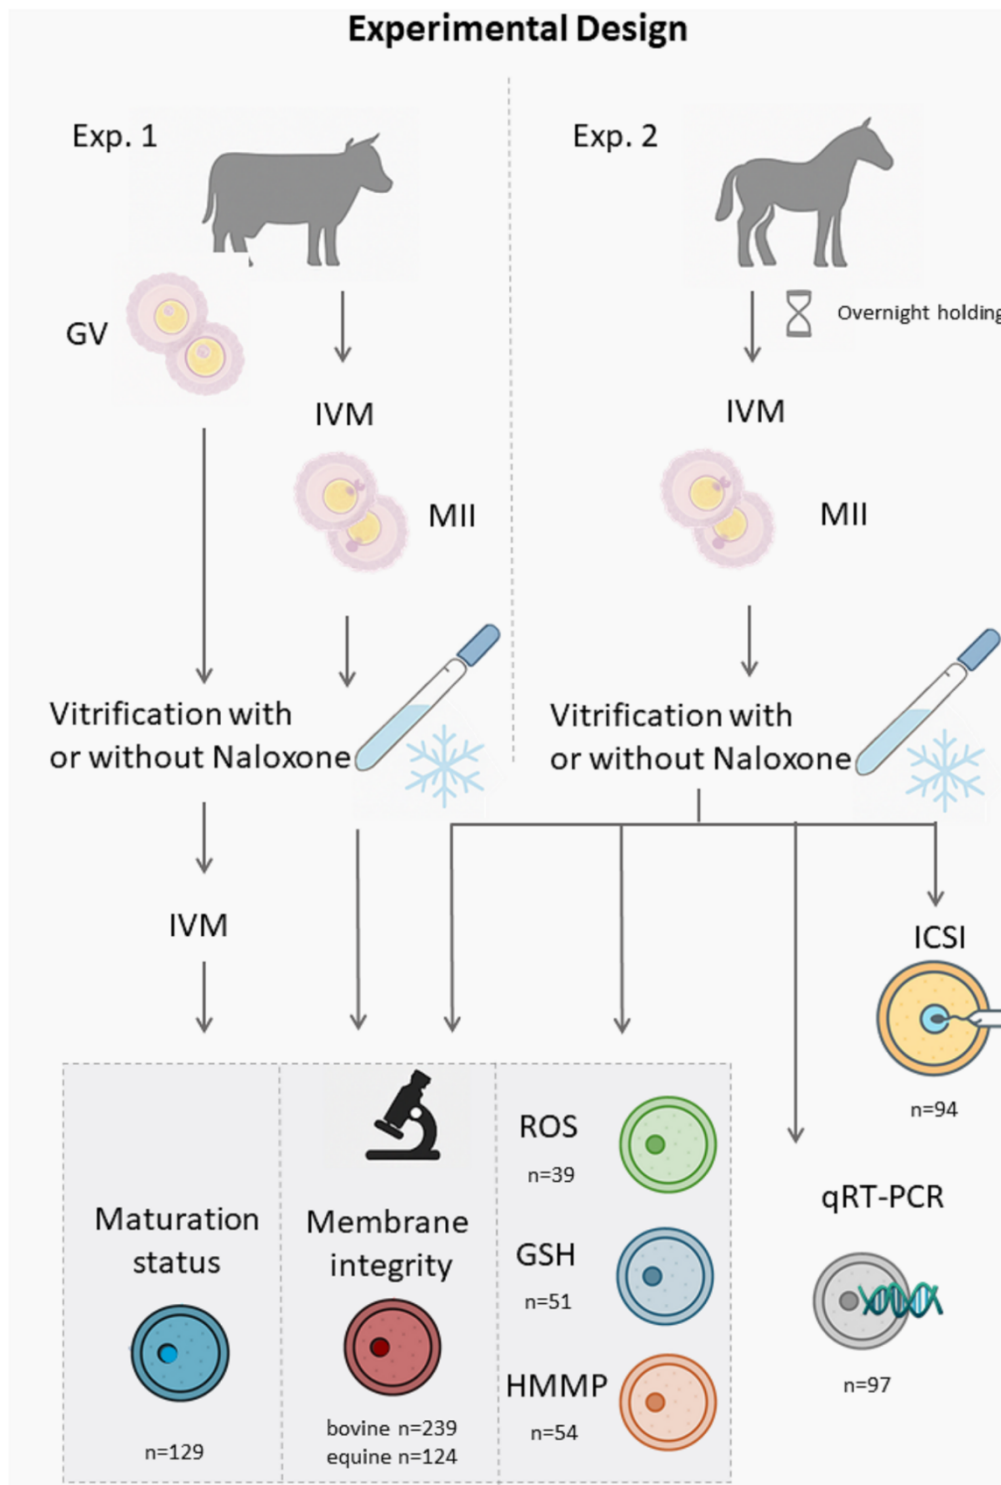 Experimental Design
Exp. 1
GV
IVM
MII
Vitrification with
or without Naloxone
IVM
Exp. 2
Overnight holding
IVM
MII
Vitrification with
or without Naloxone
Maturation
status
n=129
Membrane
integrity
bovine n=239
equine n=124
ROS
n=39
GSH
n=51
HMMP
n=54
qRT-PCR
n=97
ICSI
n=94